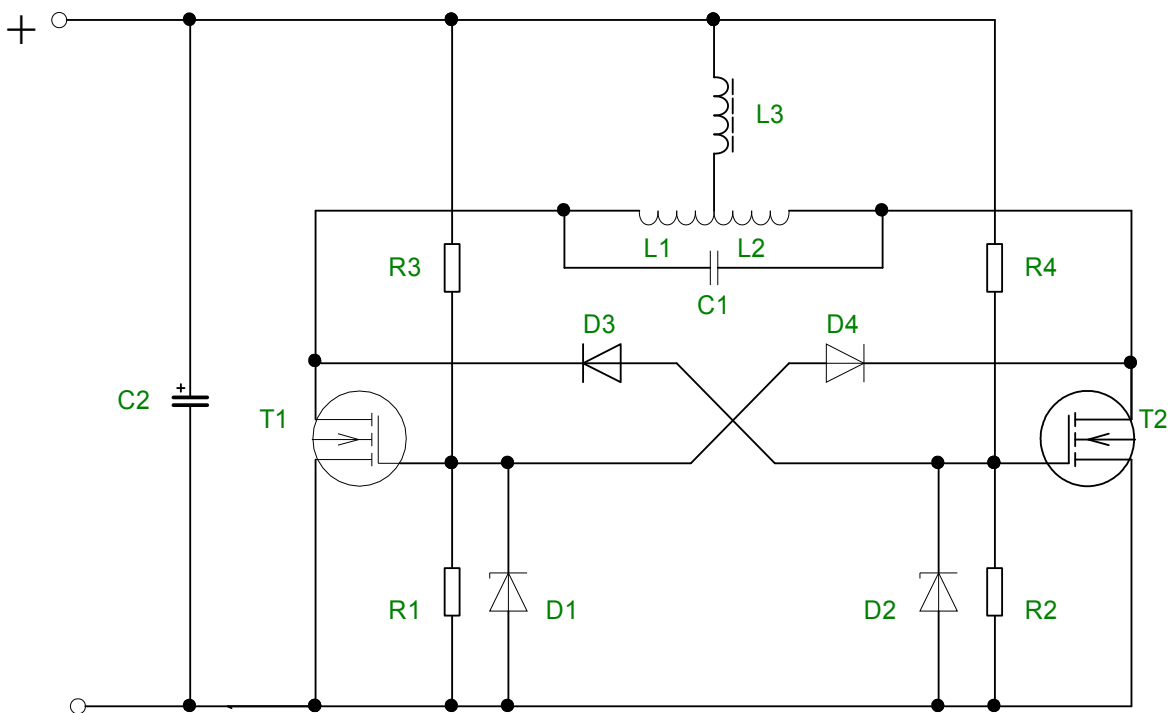 +
L3
L1 L2
R3 R4
C1
D3 D4
+
C2
T1 T2
R1 D1 D2 R2